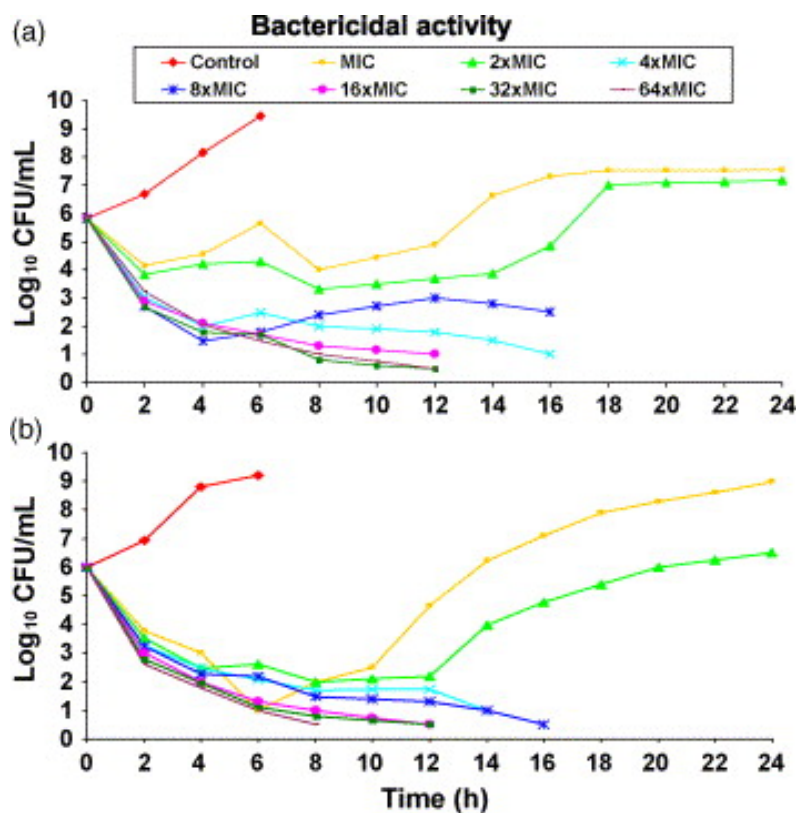 (a)
Bactericidal activity
Control MIC 2xMIC 4xMIC
8xMIC 16xMIC 32xMIC 64xMIC
Log₁₀ CFU/mL
10
9
8
7
6
5
4
3
2
1
0
0 2 4 6 8 10 12 14 16 18 20 22 24
(b)
Log₁₀ CFU/mL
10
9
8
7
6
5
4
3
2
1
0
0 2 4 6 8 10 12 14 16 18 20 22 24
Time (h)